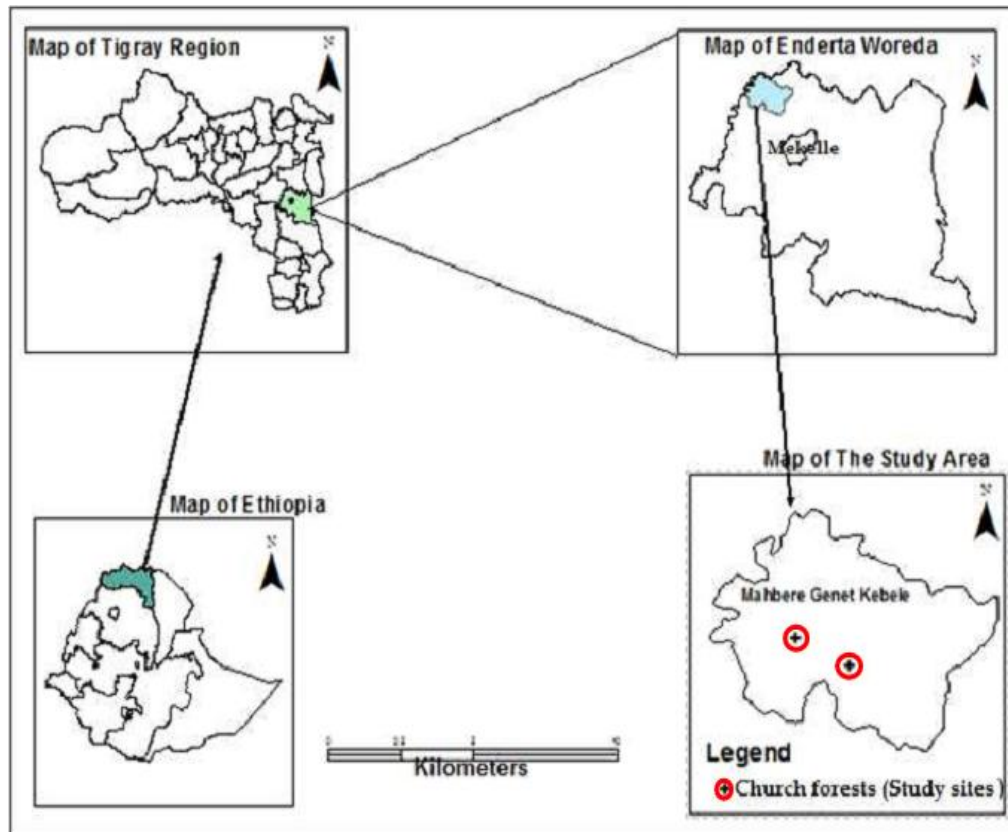 Map of Tigray Region
N
Map of Enderta Woreda
N
Mekelle
Map of Ethiopia
N
Map of The Study Area
N
Mahbere Genet Kebele
Kilometers
Legend
Church forests (Study sites)